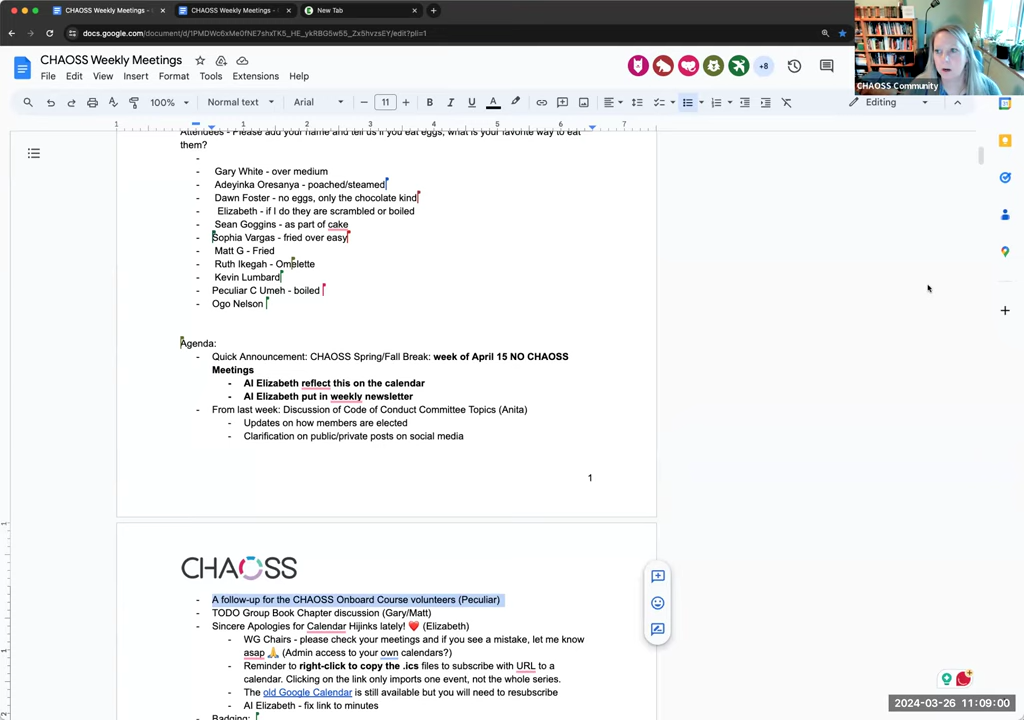 CHAOSS Weekly Meetings -
CHAOSS Weekly Meetings -
New Tab
docs.google.com/document/d/1PMDWc6xMe0fNE7shxTK5_HE_ykRBG5w55_Zx5hvzsEY/edit?pli=1
CHAOSS Weekly Meetings
File Edit View Insert Format Tools Extensions Help
+8
CHAOSS Community
100% Normal text Arial 11 Editing
1 1 2 3 4 5 6 7
Attendees - Please add your name and tell us if you eat eggs, what is your favorite way to eat
them?
-
- Gary White - over medium
- Adeyinka Oresanya - poached/steamed
- Dawn Foster - no eggs, only the chocolate kind
- Elizabeth - if I do they are scrambled or boiled
- Sean Goggins - as part of cake
- Sophia Vargas - fried over easy
- Matt G - Fried
- Ruth Ikegah - Omelette
- Kevin Lumbard
- Peculiar C Umeh - boiled
- Ogo Nelson
Agenda:
- Quick Announcement: CHAOSS Spring/Fall Break: week of April 15 NO CHAOSS
Meetings
- AI Elizabeth reflect this on the calendar
- AI Elizabeth put in weekly newsletter
- From last week: Discussion of Code of Conduct Committee Topics (Anita)
- Updates on how members are elected
- Clarification on public/private posts on social media
1
CHAOSS
- A follow-up for the CHAOSS Onboard Course volunteers (Peculiar)
- TODO Group Book Chapter discussion (Gary/Matt)
- Sincere Apologies for Calendar Hijinks lately! ❤️ (Elizabeth)
- WG Chairs - please check your meetings and if you see a mistake, let me know
asap 🙏 (Admin access to your own calendars?)
- Reminder to right-click to copy the .ics files to subscribe with URL to a
calendar. Clicking on the link only imports one event, not the whole series.
- The old Google Calendar is still available but you will need to resubscribe
- AI Elizabeth - fix link to minutes
- Badging:
2024-03-26 11:09:00